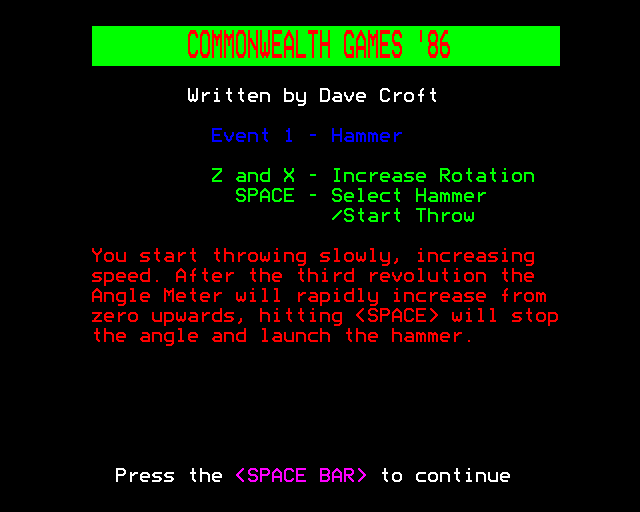 COMMONWEALTH GAMES '86
Written by Dave Croft
Event 1 - Hammer
Z and X - Increase Rotation
SPACE - Select Hammer
/Start Throw
You start throwing slowly, increasing
speed. After the third revolution the
Angle Meter will rapidly increase from
zero upwards, hitting <SPACE> will stop
the angle and launch the hammer.
Press the <SPACE BAR> to continue